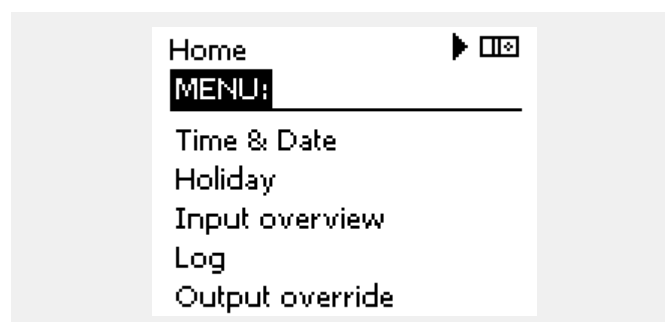 Home
MENU:
Time & Date
Holiday
Input overview
Log
Output override